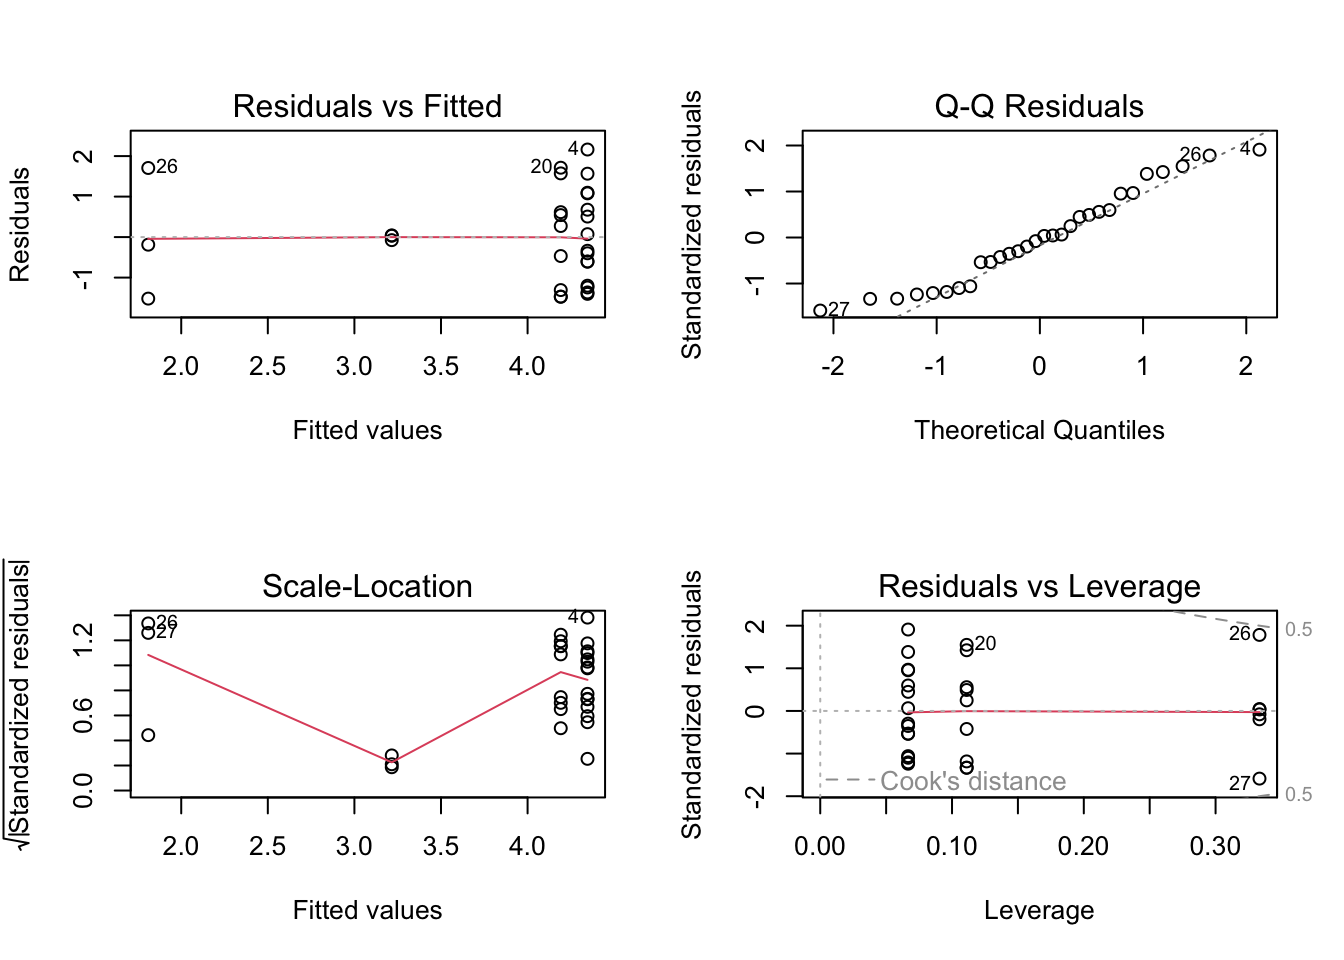 Residuals vs Fitted
Residuals
2
1
-1
26
20
4
2.0 2.5 3.0 3.5 4.0
Fitted values
Q-Q Residuals
Standardized residuals
2
1
0
-1
27
26
4
-2 -1 0 1 2
Theoretical Quantiles
Scale-Location
√|Standardized residuals|
1.2
0.6
0.0
26
27
4
2.0 2.5 3.0 3.5 4.0
Fitted values
Residuals vs Leverage
Standardized residuals
2
1
0
-2
20
26
27
0.5
0.5
Cook's distance
0.00 0.10 0.20 0.30
Leverage